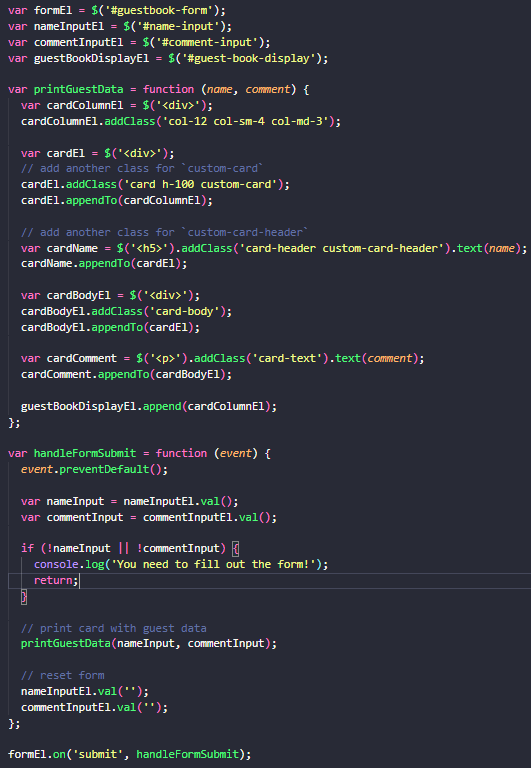 var formEl = $('#guestbook-form');
var nameInputEl = $('#name-input');
var commentInputEl = $('#comment-input');
var guestBookDisplayEl = $('#guest-book-display');

var printGuestData = function (name, comment) {
  var cardColumnEl = $('<div>');
  cardColumnEl.addClass('col-12 col-sm-4 col-md-3');

  var cardEl = $('<div>');
  // add another class for `custom-card`
  cardEl.addClass('card h-100 custom-card');
  cardEl.appendTo(cardColumnEl);

  // add another class for `custom-card-header`
  var cardName = $('<h5>').addClass('card-header custom-card-header').text(name);
  cardName.appendTo(cardEl);

  var cardBodyEl = $('<div>');
  cardBodyEl.addClass('card-body');
  cardBodyEl.appendTo(cardEl);

  var cardComment = $('<p>').addClass('card-text').text(comment);
  cardComment.appendTo(cardBodyEl);

  guestBookDisplayEl.append(cardColumnEl);
};

var handleFormSubmit = function (event) {
  event.preventDefault();

  var nameInput = nameInputEl.val();
  var commentInput = commentInputEl.val();

  if (!nameInput || !commentInput) {
    console.log('You need to fill out the form!');
    return;
  }

  // print card with guest data
  printGuestData(nameInput, commentInput);

  // reset form
  nameInputEl.val('');
  commentInputEl.val('');
};

formEl.on('submit', handleFormSubmit);